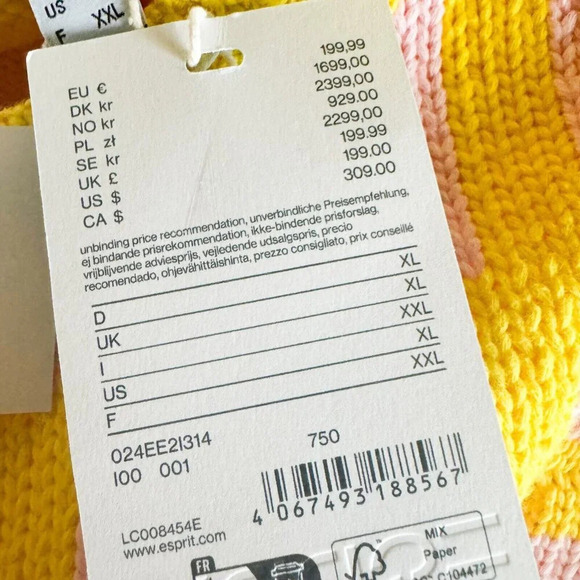 US
F XXL
EU € 199,99
DK kr 1699,00
NO kr 2399,00
PL zł 929.00
SE kr 2299,00
UK £ 199.99
US $ 199.00
CA $ 309.00
unbinding price recommendation, unverbindliche Preisempfehlung,
ej bindande prisrekommendation, ikke-bindende prisforslag,
vrijblijvende adviesprijs, vejledende udsalgspris, precio
recomendado, ohjevähittäishinta, prezzo consigliato, prix conseillé
D XL
UK XL
I XXL
US XL
F XXL
024EE2I314 750
I00 001
4 067493 188567
LC008454E
www.esprit.com
FR
MIX
Paper
C104472